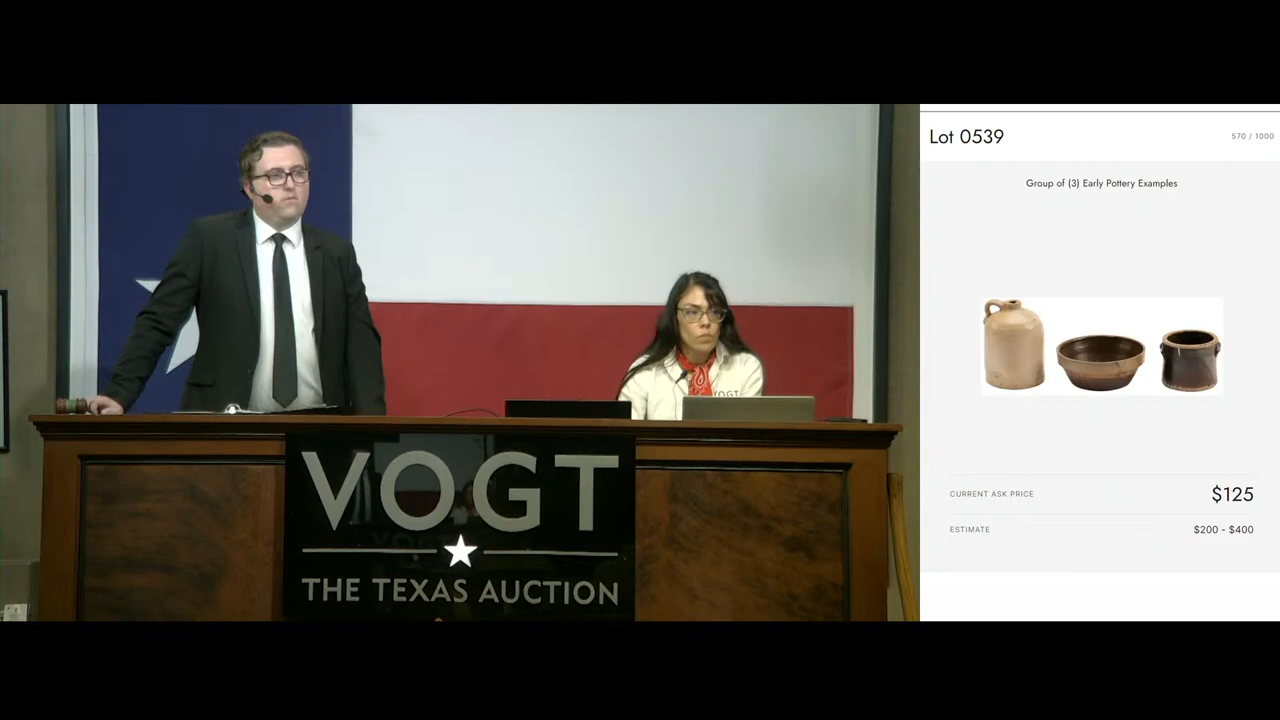 Lot 0539
570 / 1000
Group of (3) Early Pottery Examples
VOGT
VOGT
THE TEXAS AUCTION
CURRENT ASK PRICE
$125
ESTIMATE
$200 - $400